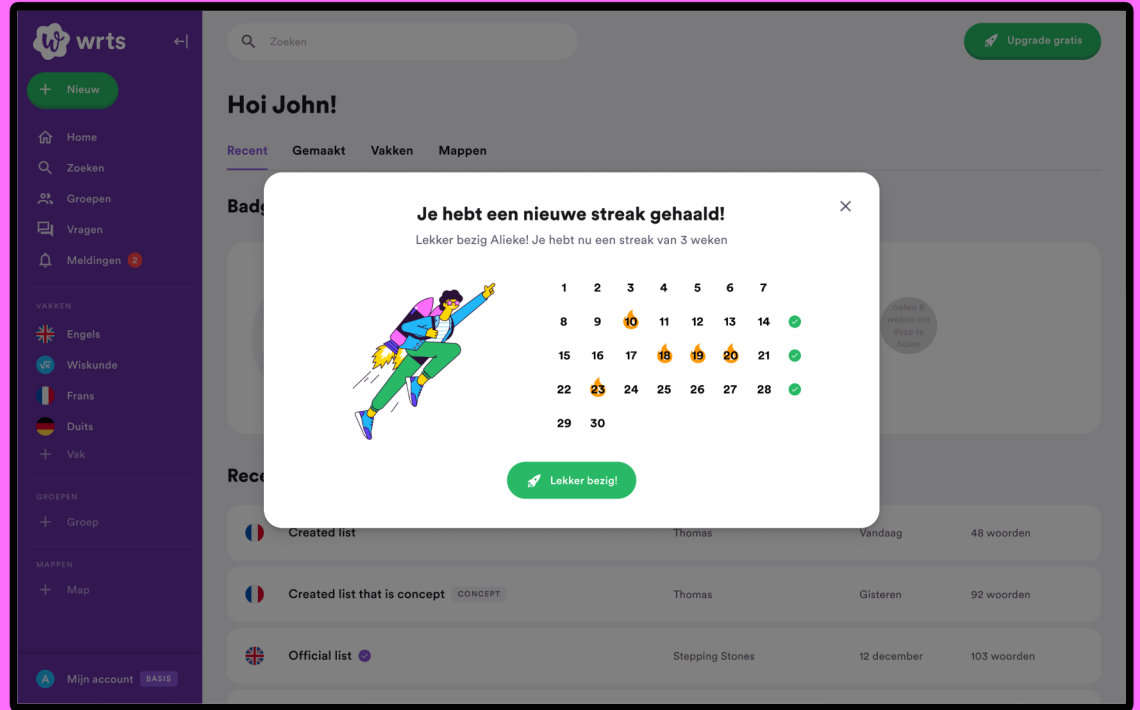 wrts
Zoeken
Upgrade gratis
Nieuw
Hoi John!
Home
Recent Gemaakt Vakken Mappen
Zoeken
Groepen
Vragen
Meldingen 2
VAKKEN
Engels
Wiskunde
Frans
Duits
Vak
GROEPEN
Groep
MAPPEN
Map
A Mijn account BASIS
Je hebt een nieuwe streak gehaald!
Lekker bezig Alieke! Je hebt nu een streak van 3 weken
1 2 3 4 5 6 7
8 9 10 11 12 13 14
15 16 17 18 19 20 21
22 23 24 25 26 27 28
29 30
Lekker bezig!
oefen 6
weken om
deze te
halen
Created list Thomas Vandaag 48 woorden
Created list that is concept CONCEPT Thomas Gisteren 92 woorden
Official list Stepping Stones 12 december 103 woorden